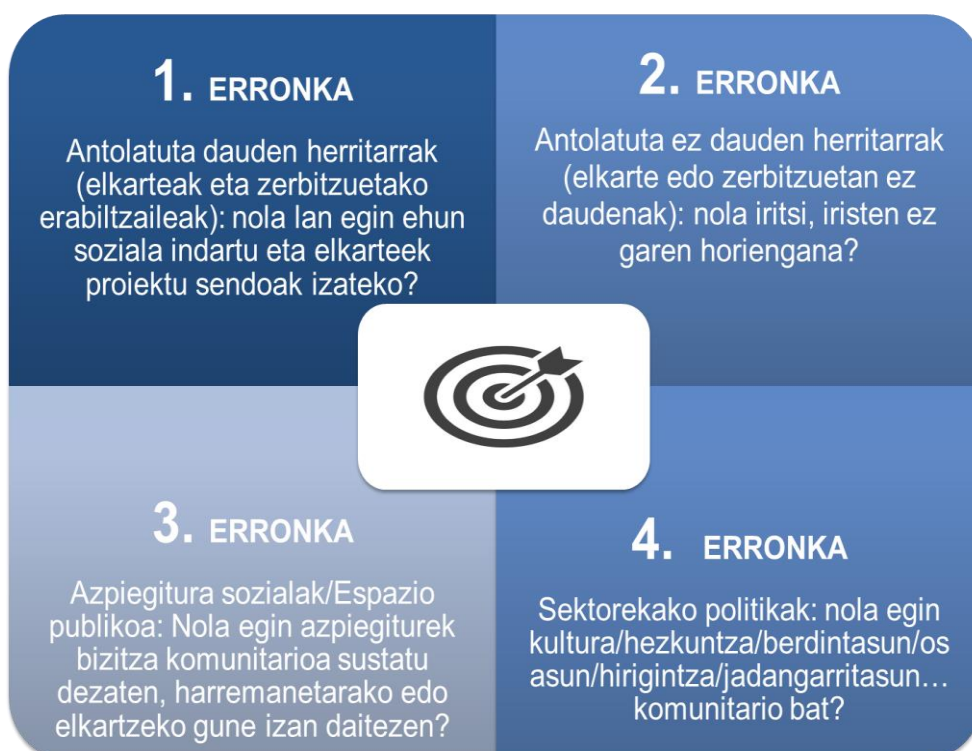 1. ERRONKA
Antolatuta dauden herritarrak
(elkarteak eta zerbitzuetako
erabiltzaileak): nola lan egin ehun
soziala indartu eta elkarteek
proiektu sendoak izateko?
2. ERRONKA
Antolatuta ez dauden herritarrak
(elkarte edo zerbitzuetan ez
daudenak): nola iritsi, iristen ez
garen horiengana?
3. ERRONKA
Azpiegitura sozialak/Espazio
publikoa: Nola egin azpiegiturek
bizitza komunitarioa sustatu
dezaten, harremanetarako edo
elkartzeko gune izan daitezen?
4. ERRONKA
Sektorekako politikak: nola egin
kultura/hezkuntza/berdintasun/os
asun/hirigintza/jadangarritasun…
komunitario bat?